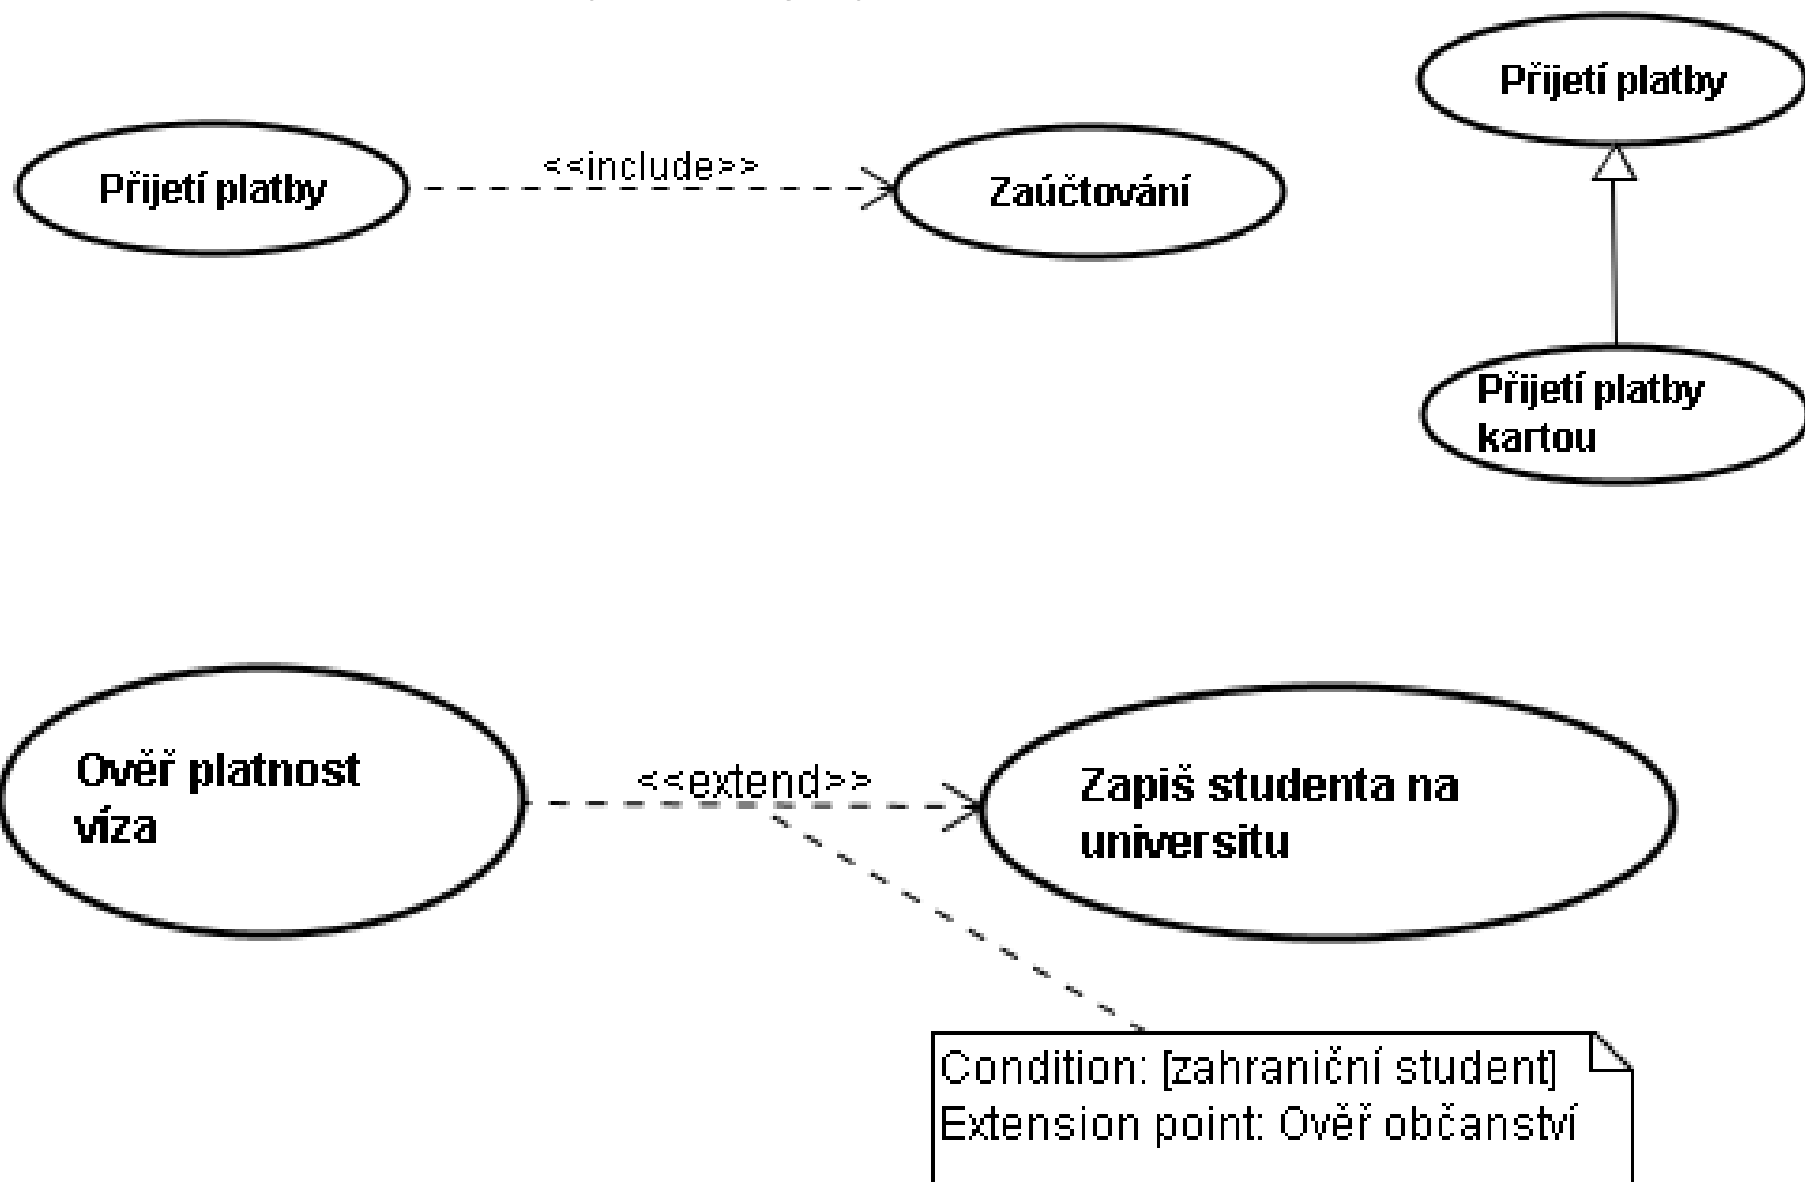 Přijetí platby
<<include>>
Zaúčtování
Přijetí platby
Přijetí platby
kartou
Ověř platnost
víza
<<extend>>
Zapiš studenta na
universitu
Condition: [zahraniční student]
Extension point: Ověř občanství